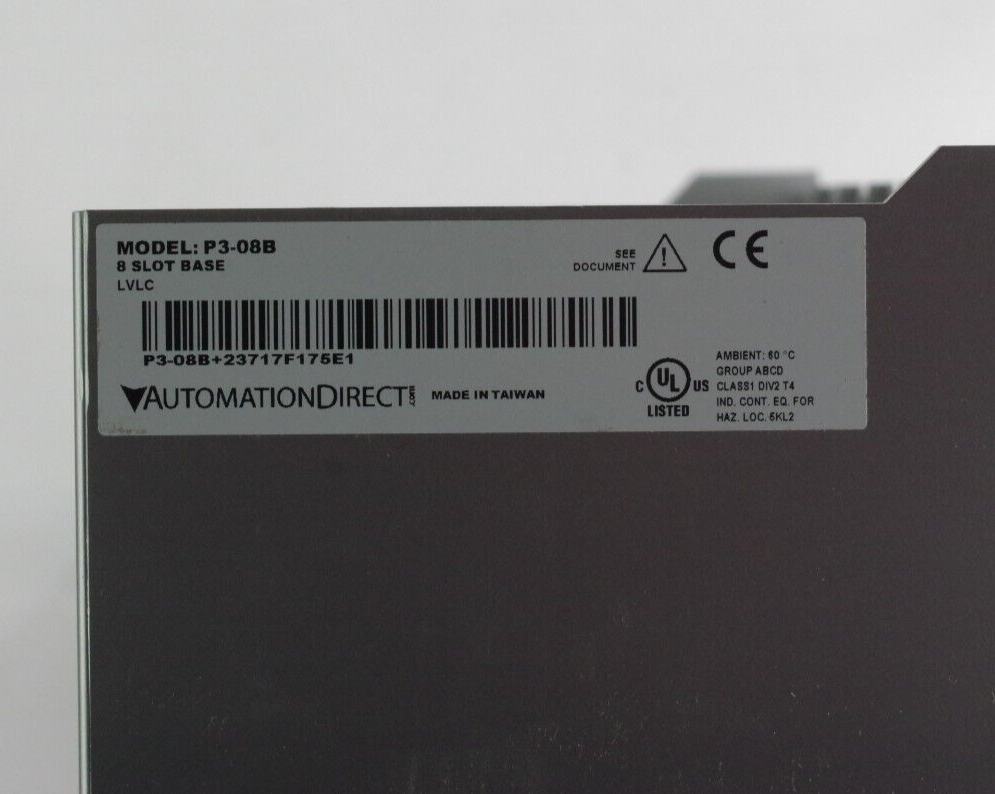 MODEL: P3-08B
8 SLOT BASE
LVLC
SEE
DOCUMENT
!
CE
P3-08B+23717F175E1
AUTOMATIONDIRECT
MADE IN TAIWAN
C UL US
LISTED
AMBIENT: 60 °C
GROUP ABCD
CLASS1 DIV2 T4
IND. CONT. EQ. FOR
HAZ. LOC. 5KL2